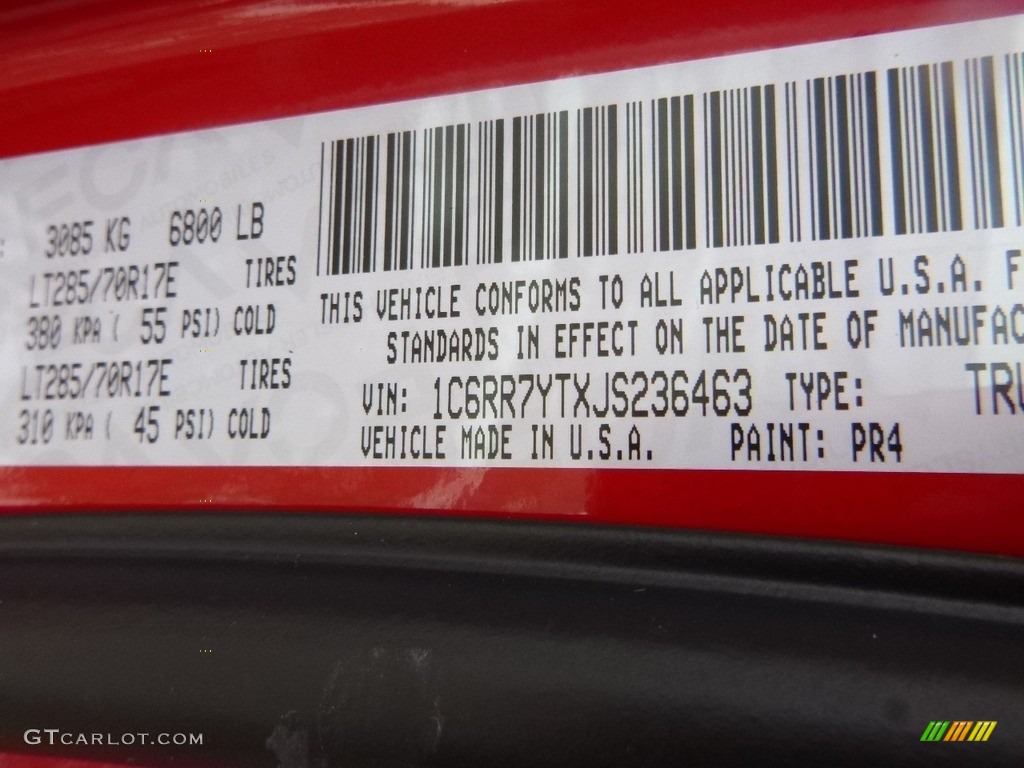 3085 KG 6800 LB
LT285/70R17E TIRES
380 KPA ( 55 PSI) COLD
LT285/70R17E TIRES
310 KPA ( 45 PSI) COLD
THIS VEHICLE CONFORMS TO ALL APPLICABLE U.S.A. F
STANDARDS IN EFFECT ON THE DATE OF MANUFAC
VIN: 1C6RR7YTXJS236463 TYPE: TRU
VEHICLE MADE IN U.S.A. PAINT: PR4
GTCARLOT.COM